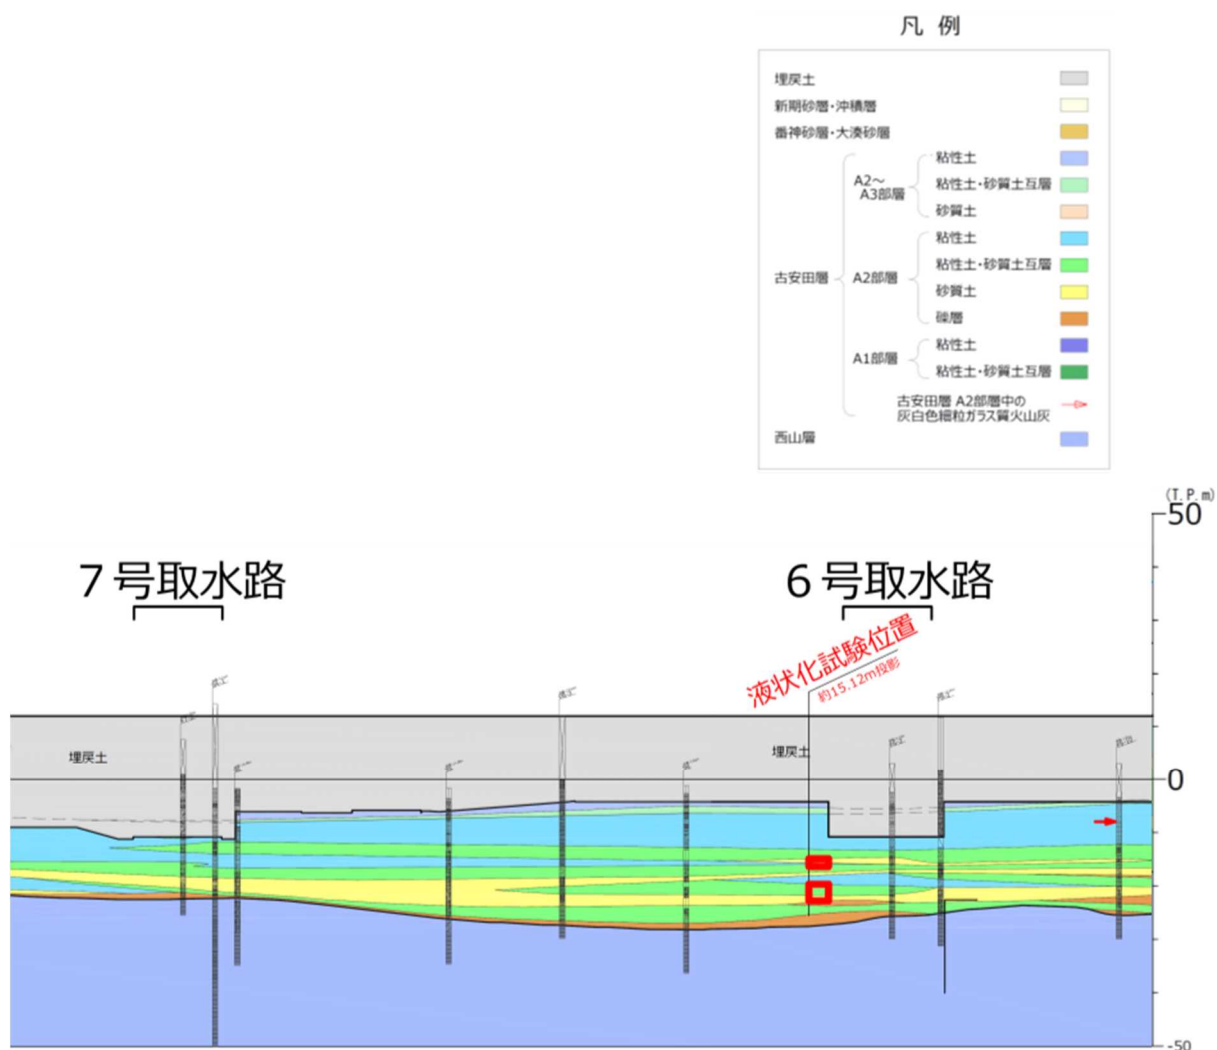 凡 例
埋戻土
新期砂層・沖積層
番神砂層・大湊砂層
古安田層
A2～
A3部層
粘性土
粘性土・砂質土互層
砂質土
A2部層
粘性土
粘性土・砂質土互層
砂質土
礫層
A1部層
粘性土
粘性土・砂質土互層
古安田層 A2部層中の
灰白色細粒ガラス質火山灰
西山層
(T. P. m)
50
7号取水路
6号取水路
液状化試験位置
約15.12m投影
埋戻土
埋戻土
0
-50